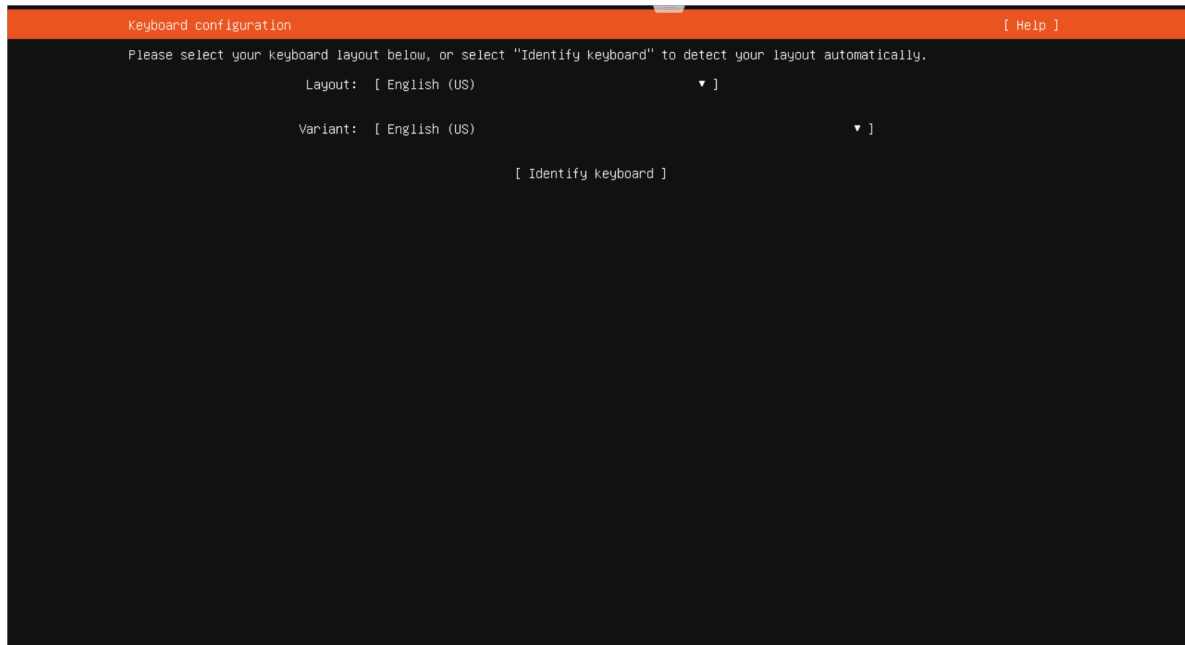 Keyboard configuration [ Help ]
Please select your keyboard layout below, or select "Identify keyboard" to detect your layout automatically.
Layout: [ English (US) ▾ ]
Variant: [ English (US) ▾ ]
[ Identify keyboard ]